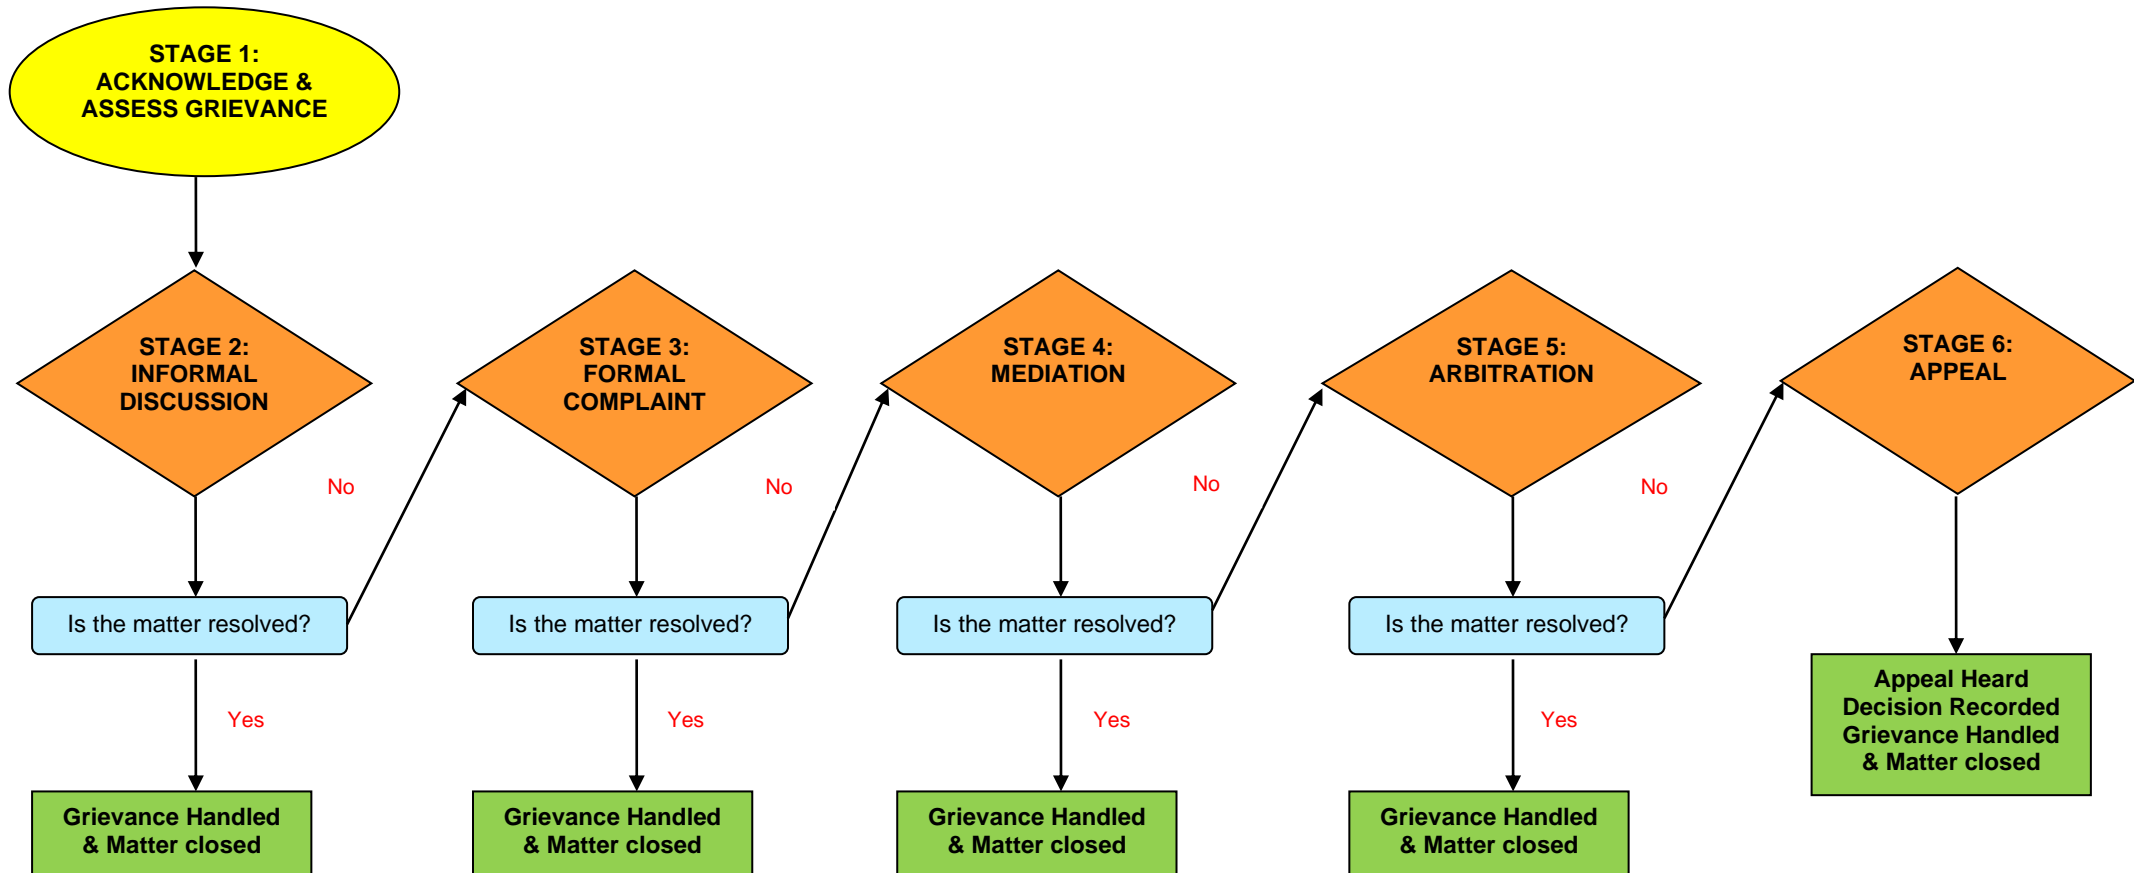 STAGE 1:
ACKNOWLEDGE &
ASSESS GRIEVANCE
STAGE 2:
INFORMAL
DISCUSSION
No
Is the matter resolved?
Yes
Grievance Handled
& Matter closed
STAGE 3:
FORMAL
COMPLAINT
No
Is the matter resolved?
Yes
Grievance Handled
& Matter closed
STAGE 4:
MEDIATION
No
Is the matter resolved?
Yes
Grievance Handled
& Matter closed
STAGE 5:
ARBITRATION
No
Is the matter resolved?
Yes
Grievance Handled
& Matter closed
STAGE 6:
APPEAL
Appeal Heard
Decision Recorded
Grievance Handled
& Matter closed